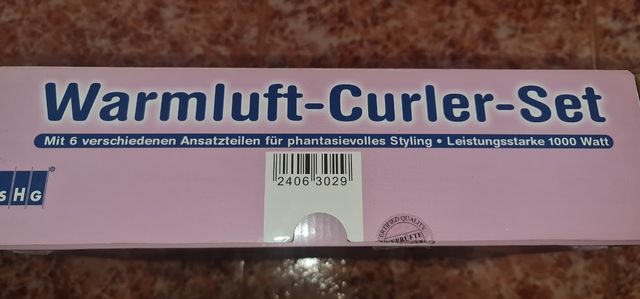 Warmluft-Curler-Set
Mit 6 verschiedenen Ansatzteilen für phantasievolles Styling • Leistungsstarke 1000 Watt
2406 3029
SHG
CERTIFIED QUALITY